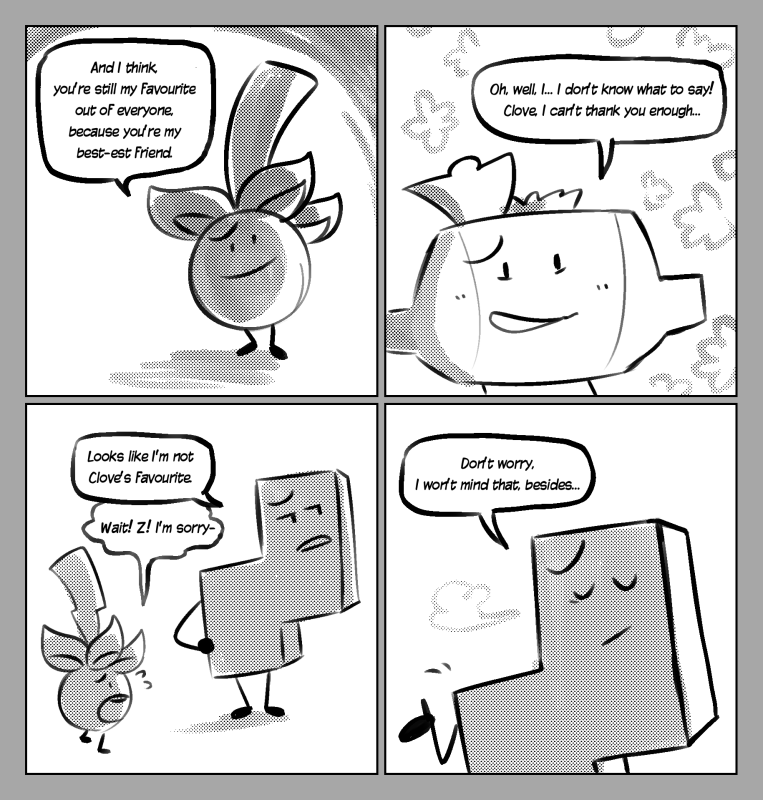 And I think,
you're still my Favourite
out of everyone,
because you're my
best-est Friend.
Oh, well, I... I don't know what to say!
Clove, I can't thank you enough...
Looks like I'm not
Clove's Favourite.
Wait! Z! I'm sorry-
Don't worry,
I won't mind that, besides...